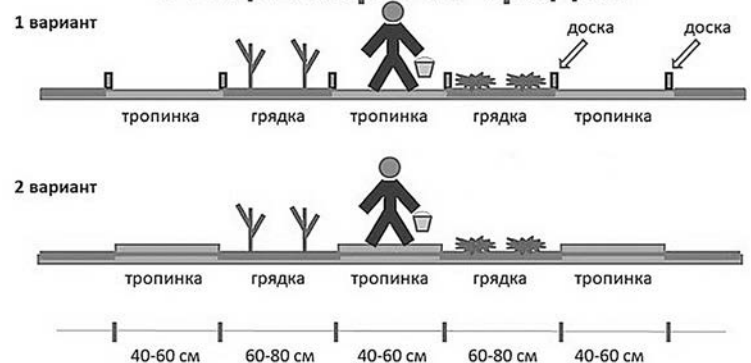 1 вариант
доска доска
тропинка грядка тропинка грядка тропинка
2 вариант
тропинка грядка тропинка грядка тропинка
40-60 см 60-80 см 40-60 см 60-80 см 40-60 см